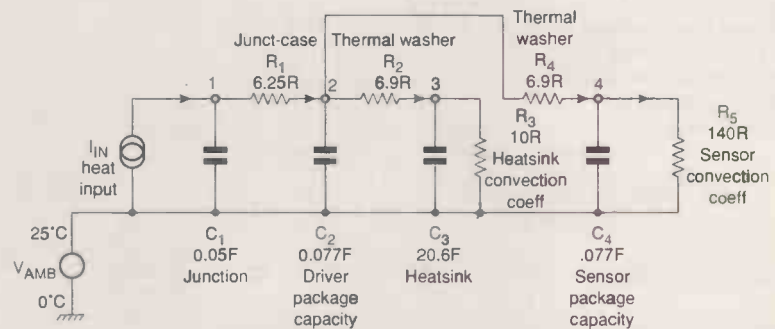 Thermal
washer
R4
6.9R
Junct-case
R1
6.25R
Thermal washer
R2
6.9R
1
2
3
4
IIN
heat
input
R3
10R
Heatsink
convection
coeff
R5
140R
Sensor
convection
coeff
25°C
VAMB
0°C
C1
0.05F
Junction
C2
0.077F
Driver
package
capacity
C3
20.6F
Heatsink
C4
.077F
Sensor
package
capacity